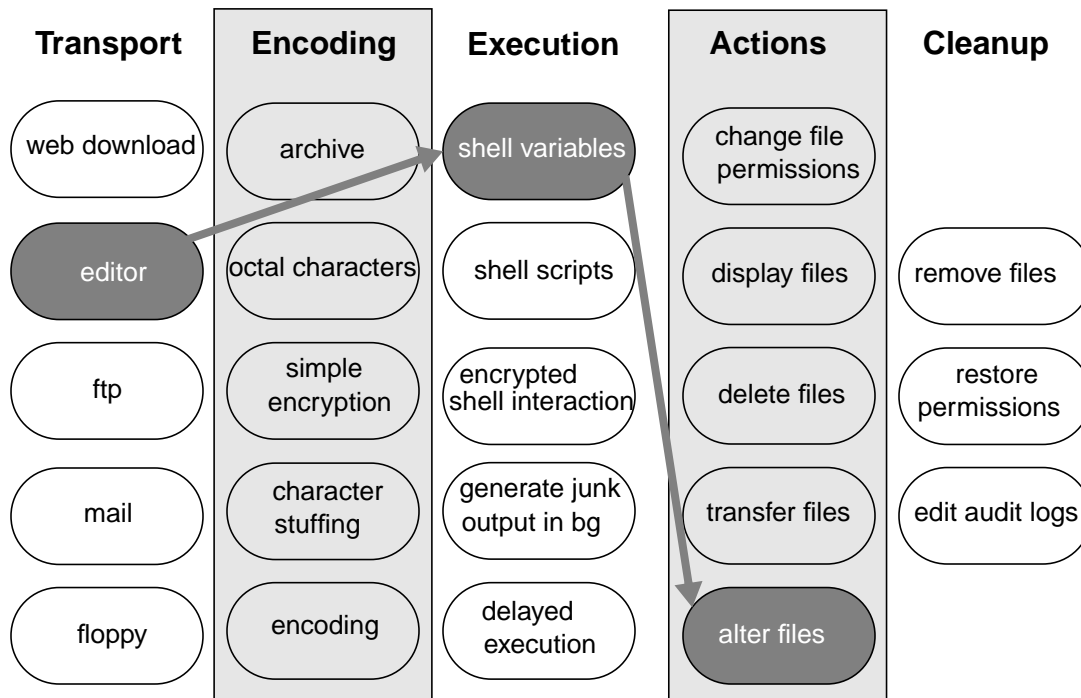 Transport
Encoding
Execution
Actions
Cleanup
web download
archive
shell variables
change file
permissions
editor
octal characters
shell scripts
display files
remove files
ftp
simple
encryption
encrypted
shell interaction
delete files
restore
permissions
mail
character
stuffing
generate junk
output in bg
transfer files
edit audit logs
floppy
encoding
delayed
execution
alter files